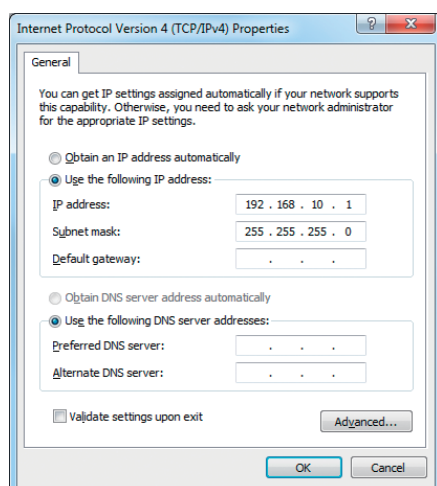 Internet Protocol Version 4 (TCP/IPv4) Properties
?
General
You can get IP settings assigned automatically if your network supports
this capability. Otherwise, you need to ask your network administrator
for the appropriate IP settings.
Obtain an IP address automatically
Use the following IP address:
IP address: 192 . 168 . 10 . 1
Subnet mask: 255 . 255 . 255 . 0
Default gateway: . . .
Obtain DNS server address automatically
Use the following DNS server addresses:
Preferred DNS server: . . .
Alternate DNS server: . . .
Validate settings upon exit
Advanced...
OK Cancel